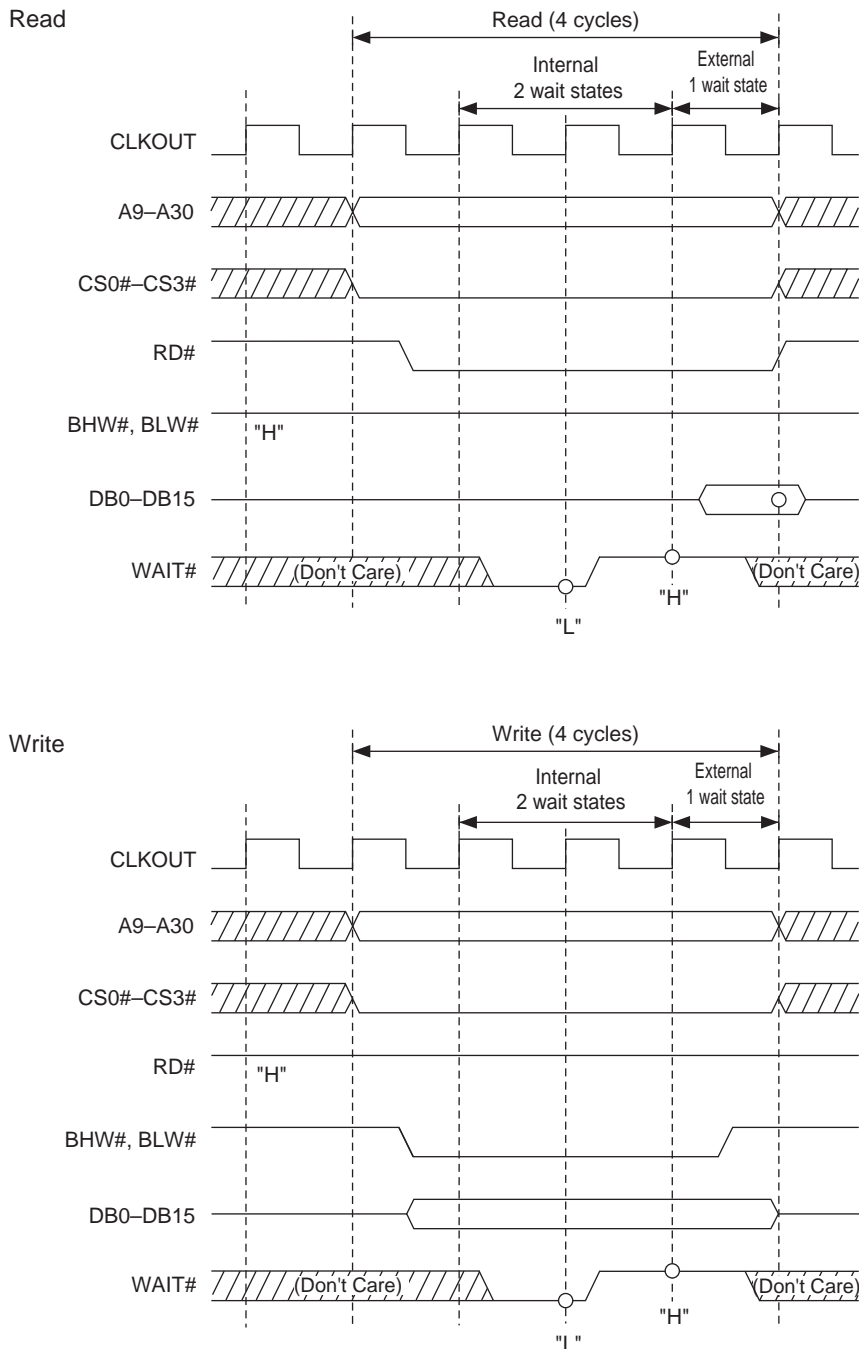 Read
Read (4 cycles)
Internal
2 wait states
External
1 wait state
CLKOUT
A9–A30
CS0#–CS3#
RD#
BHW#, BLW#
"H"
DB0–DB15
WAIT#
(Don't Care)
(Don't Care)
"H"
"L"
Write
Write (4 cycles)
Internal
2 wait states
External
1 wait state
CLKOUT
A9–A30
CS0#–CS3#
RD#
"H"
BHW#, BLW#
DB0–DB15
WAIT#
(Don't Care)
(Don't Care)
"H"
"L"